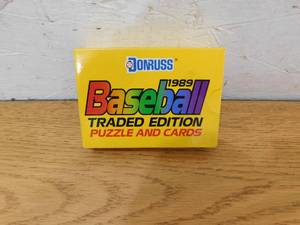 DONRUSS
1989
Baseball
TRADED EDITION
PUZZLE AND CARDS